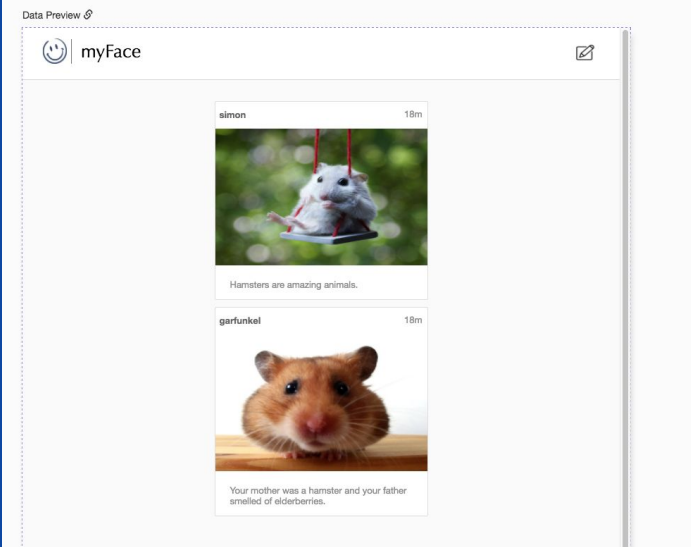 Data Preview
myFace
simon 18m
Hamsters are amazing animals.
garfunkel 18m
Your mother was a hamster and your father
smelled of elderberries.